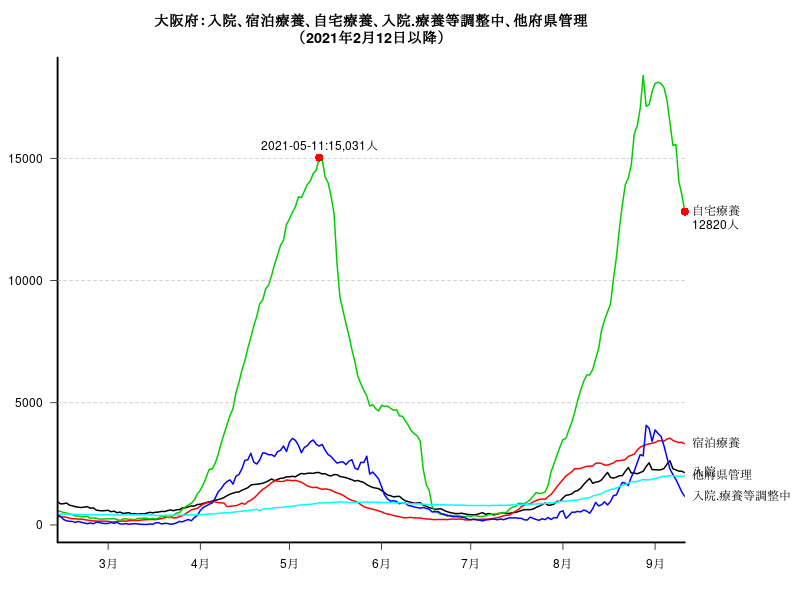 大阪府：入院、宿泊療養、自宅療養、入院.療養等調整中、他府県管理
（2021年2月12日以降）
2021-05-11:15,031人
15000
10000
5000
0
自宅療養
12820人
宿泊療養
入院
他府県管理
入院.療養等調整中
3月 4月 5月 6月 7月 8月 9月